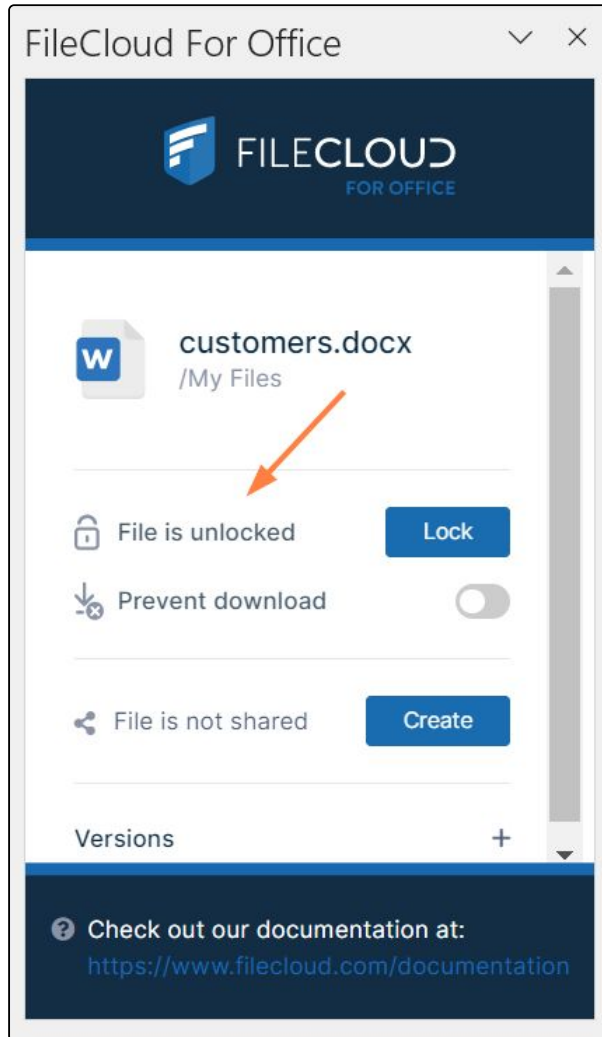 FileCloud For Office
FILECLOUD
FOR OFFICE
W
customers.docx
/My Files
File is unlocked
Lock
Prevent download
File is not shared
Create
Versions +
? Check out our documentation at:
https://www.filecloud.com/documentation